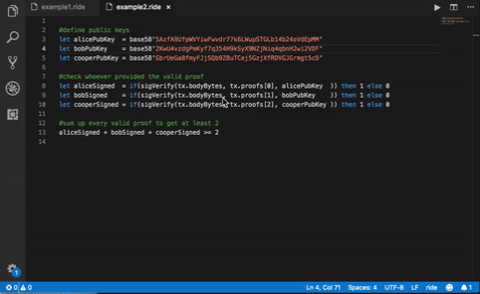 example1.ride
example2.ride
#define public keys
let alicePubKey = base58'
let bobPubKey = base58'
let cooperPubKey = base58'
#check whoever provided the valid proof
let aliceSigned = if(sigVerify(tx.bodyBytes, tx.proofs[0], alicePubKey )) then 1 else 0
let bobSigned = if(sigVerify(tx.bodyBytes, tx.proofs[1], bobPubKey )) then 1 else 0
let cooperSigned = if(sigVerify(tx.bodyBytes, tx.proofs[2], cooperPubKey )) then 1 else 0
#sum up every valid proof to get at least 2
aliceSigned + bobSigned + cooperSigned >= 2
1
2
3
4
5
6
7
8
9
10
11
12
13
14
1
0 0
Ln 4, Col 71
Spaces: 4
UTF-8
LF
ride
1